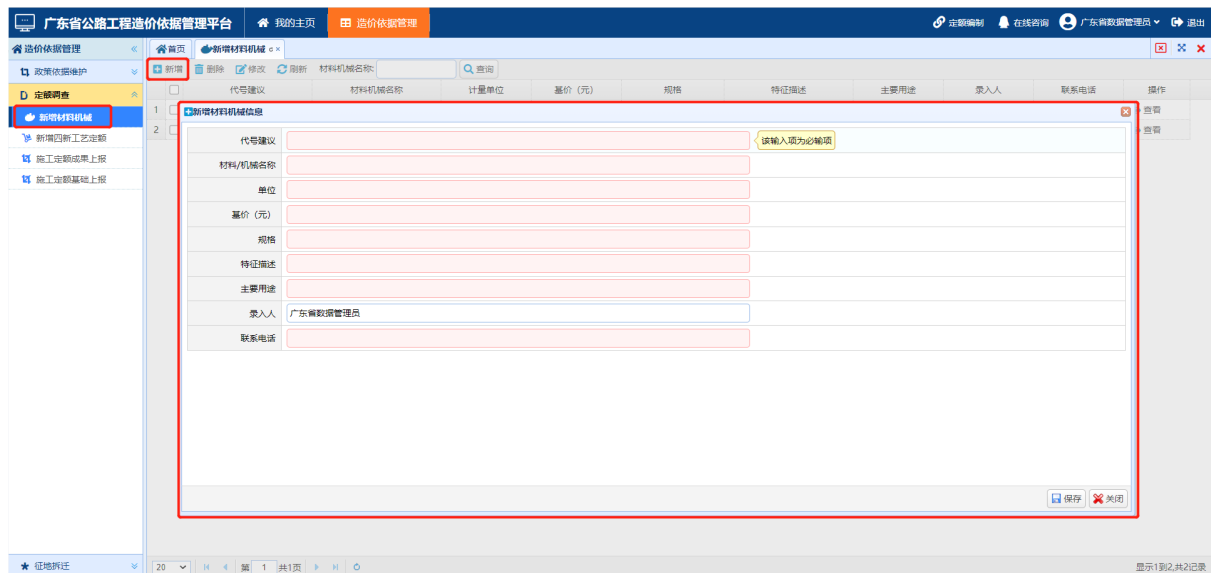 广东省公路工程造价依据管理平台 我的主页 造价依据管理 定额编制 在线咨询 广东省数据管理员 退出
造价依据管理 首页 新增材料机械
政策依据维护 新增 删除 修改 刷新 材料机械名称: 查询
定额调查 代号建议 材料机械名称 计量单位 基价（元） 规格 特征描述 主要用途 录入人 联系电话 操作
新增材料机械 1 新增材料机械信息 查看
新增四新工艺定额 2 代号建议 该输入项为必输项 查看
施工定额成果上报 材料/机械名称
施工定额基础上报 单位
基价（元）
规格
特征描述
主要用途
录入人 广东省数据管理员
联系电话
保存 关闭
征地拆迁 20 第 1 共1页 显示1到2,共2记录